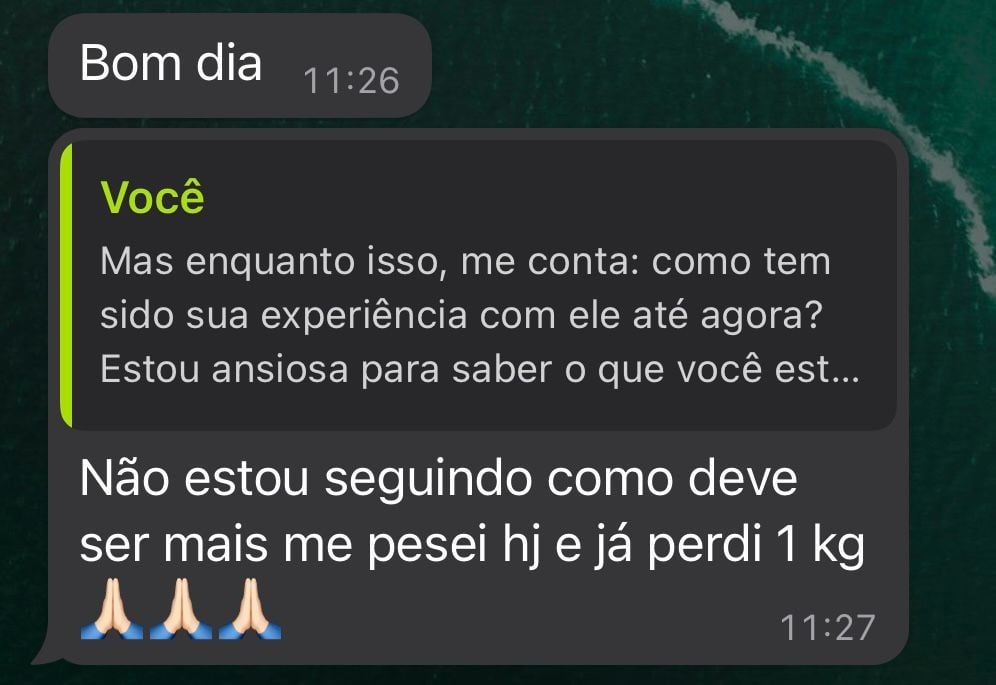 Bom dia 11:26
Você
Mas enquanto isso, me conta: como tem
sido sua experiência com ele até agora?
Estou ansiosa para saber o que você est...
Não estou seguindo como deve
ser mais me pesei hj e já perdi 1 kg
🙏🏻🙏🏻🙏🏻 11:27